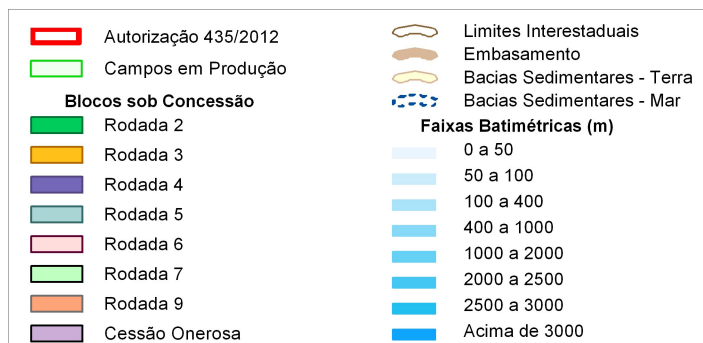 Autorização 435/2012
Campos em Produção
Blocos sob Concessão
Rodada 2
Rodada 3
Rodada 4
Rodada 5
Rodada 6
Rodada 7
Rodada 9
Cessão Onerosa
Limites Interestaduais
Embasamento
Bacias Sedimentares - Terra
Bacias Sedimentares - Mar
Faixas Batimétricas (m)
0 a 50
50 a 100
100 a 400
400 a 1000
1000 a 2000
2000 a 2500
2500 a 3000
Acima de 3000